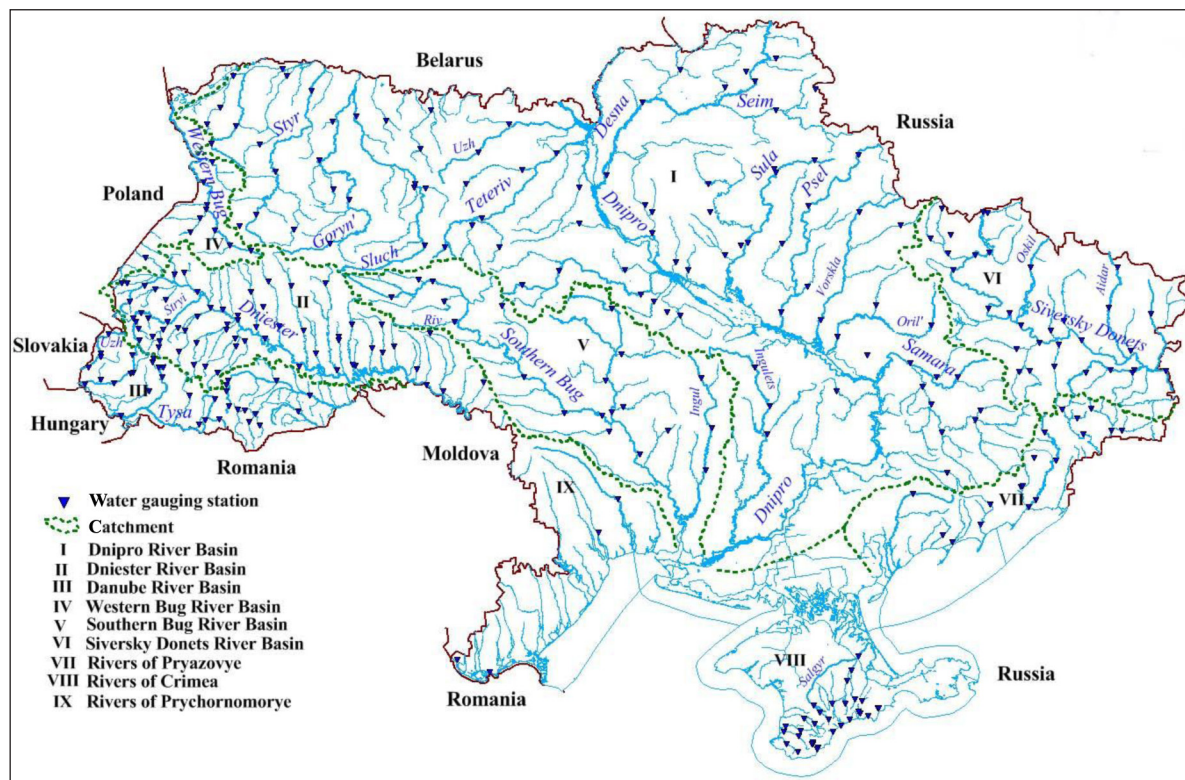 Belarus
Russia
Poland
Slovakia
Hungary
Romania
Moldova
Romania
Russia
Western Bug
Styr
Goryn'
Sluch
Uzh
Teteriv
Desna
Dnipro
Seim
Sula
Psel
Vorskla
Oskil
Aidar
Siversky Donets
Oril'
Samara
Stryi
Dniester
Uzh
Tysa
Riv
Southern Bug
Ingul
Ingulets
Dnipro
Salgyr
I
II
III
IV
V
VI
VII
VIII
IX
Water gauging station
Catchment
I Dnipro River Basin
II Dniester River Basin
III Danube River Basin
IV Western Bug River Basin
V Southern Bug River Basin
VI Siversky Donets River Basin
VII Rivers of Pryazovye
VIII Rivers of Crimea
IX Rivers of Prychornomorye